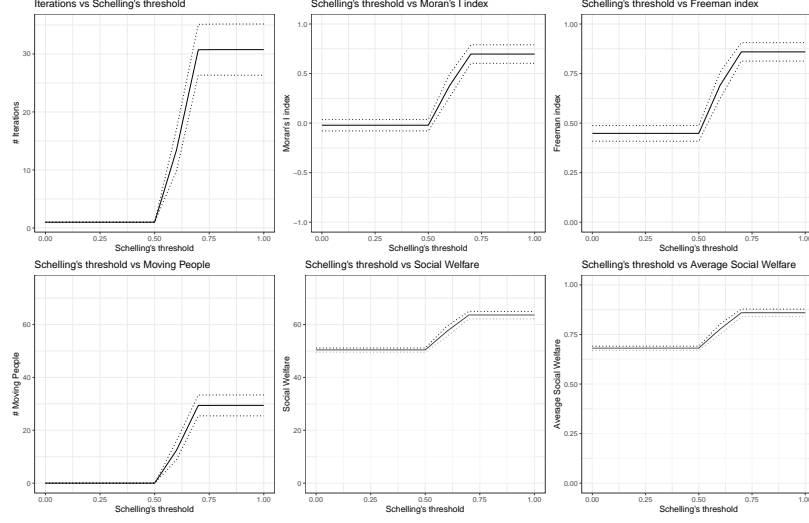 Iterations vs Schelling's threshold
30
20
10
0
# Iterations
0.00 0.25 0.50 0.75 1.00
Schelling's threshold
Schelling's threshold vs Moran's I index
1.0
0.5
0.0
−0.5
−1.0
Moran's I index
0.00 0.25 0.50 0.75 1.00
Schelling's threshold
Schelling's threshold vs Freeman index
1.00
0.75
0.50
0.25
0.00
Freeman index
0.00 0.25 0.50 0.75 1.00
Schelling's threshold
Schelling's threshold vs Moving People
60
40
20
0
# Moving People
0.00 0.25 0.50 0.75 1.00
Schelling's threshold
Schelling's threshold vs Social Welfare
60
40
20
0
Social Welfare
0.00 0.25 0.50 0.75 1.00
Schelling's threshold
Schelling's threshold vs Average Social Welfare
1.00
0.75
0.50
0.25
0.00
Average Social Welfare
0.00 0.25 0.50 0.75 1.00
Schelling's threshold